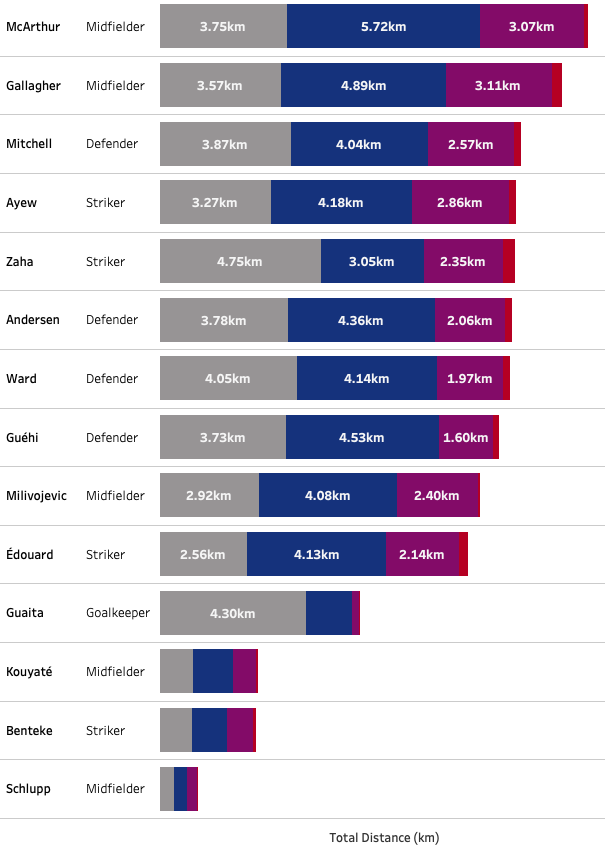 McArthur Midfielder 3.75km 5.72km 3.07km
Gallagher Midfielder 3.57km 4.89km 3.11km
Mitchell Defender 3.87km 4.04km 2.57km
Ayew Striker 3.27km 4.18km 2.86km
Zaha Striker 4.75km 3.05km 2.35km
Andersen Defender 3.78km 4.36km 2.06km
Ward Defender 4.05km 4.14km 1.97km
Guéhi Defender 3.73km 4.53km 1.60km
Milivojevic Midfielder 2.92km 4.08km 2.40km
Édouard Striker 2.56km 4.13km 2.14km
Guaita Goalkeeper 4.30km
Kouyaté Midfielder
Benteke Striker
Schlupp Midfielder
Total Distance (km)